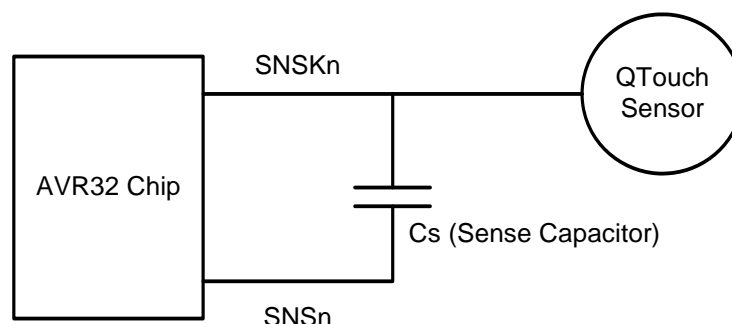 SNSKn
QTouch
Sensor
AVR32 Chip
Cs (Sense Capacitor)
SNSn